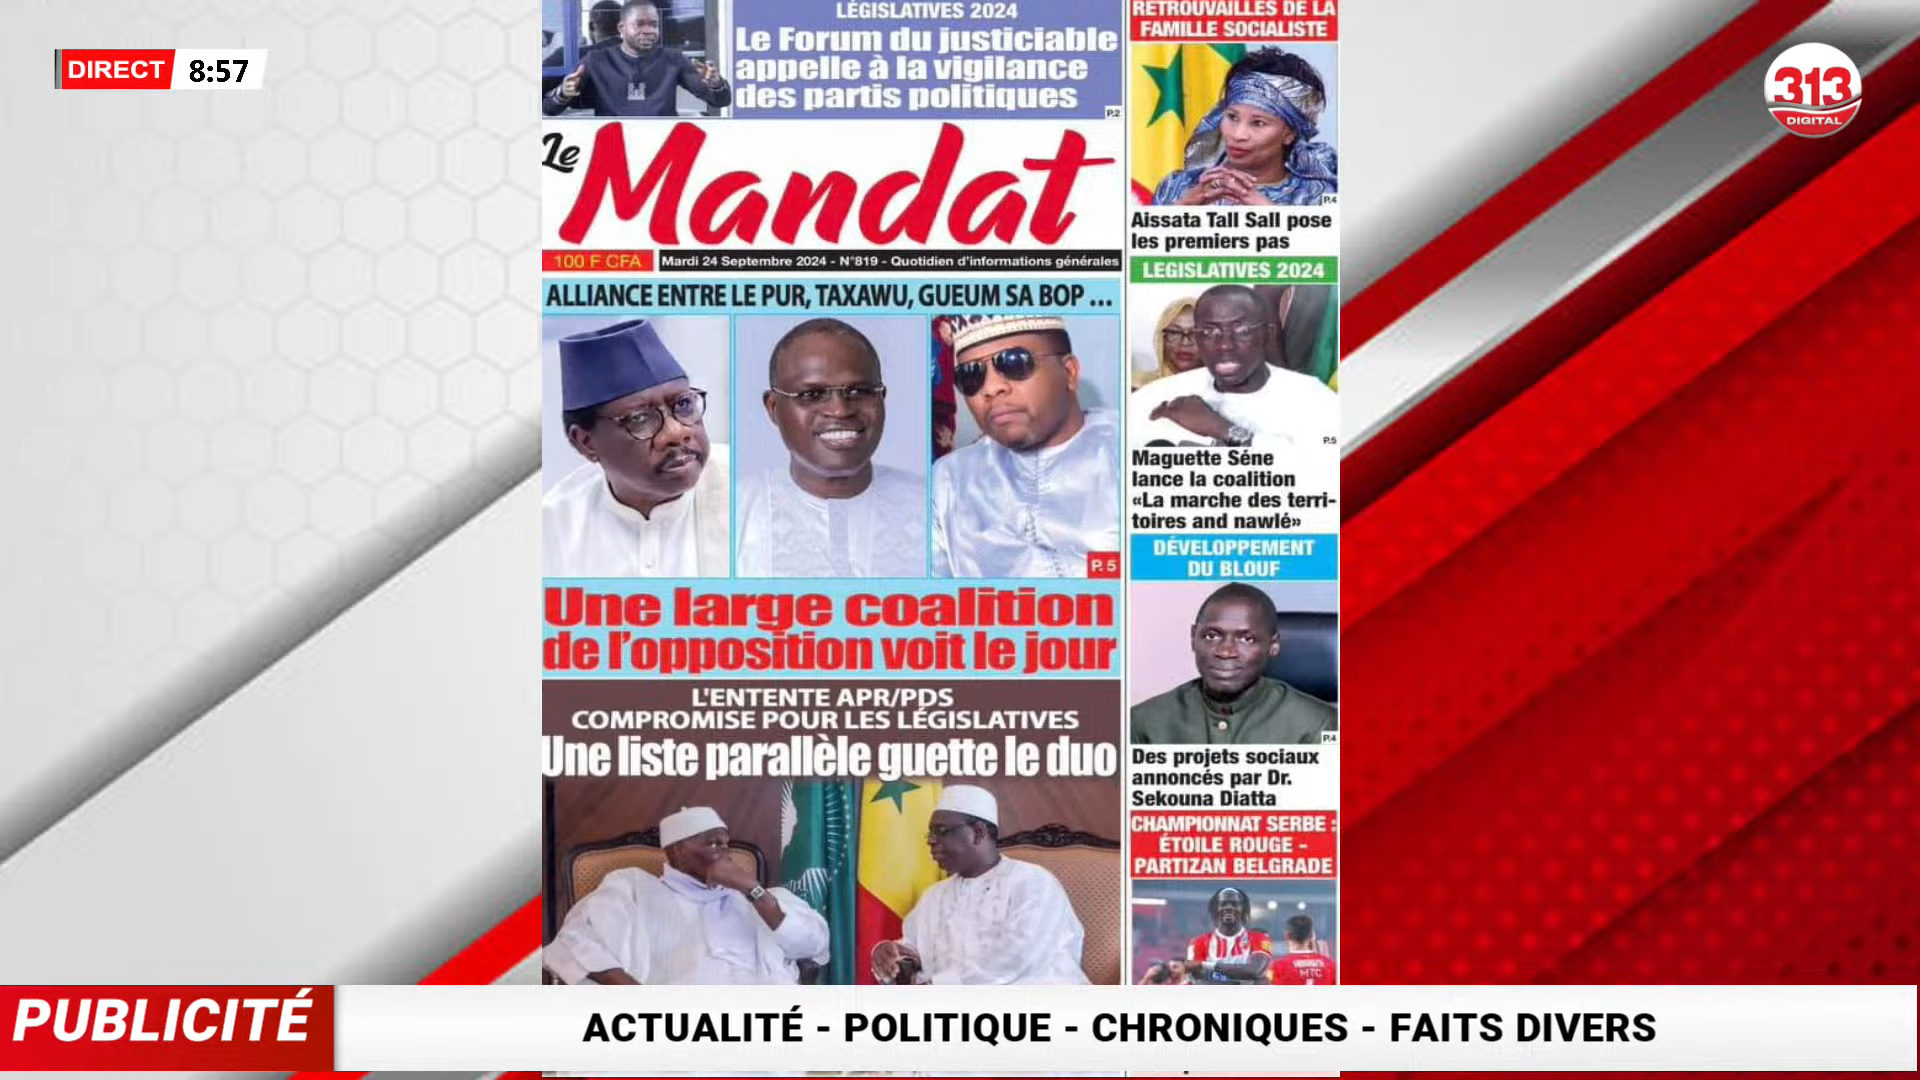 DIRECT 8:57
313
DIGITAL
LÉGISLATIVES 2024
Le Forum du justiciable
appelle à la vigilance
des partis politiques
P.2
Le Mandat
100 F CFA
Mardi 24 Septembre 2024 - N°819 - Quotidien d'informations générales
ALLIANCE ENTRE LE PUR, TAXAWU, GUEUM SA BOP ...
P. 5
Une large coalition
de l'opposition voit le jour
L'ENTENTE APR/PDS
COMPROMISE POUR LES LÉGISLATIVES
Une liste parallèle guette le duo
RETROUVAILLES DE LA
FAMILLE SOCIALISTE
P.4
Aissata Tall Sall pose
les premiers pas
LEGISLATIVES 2024
P.5
Maguette Séne
lance la coalition
«La marche des terri-
toires and nawlé»
DÉVELOPPEMENT
DU BLOUF
P.4
Des projets sociaux
annoncés par Dr.
Sekouna Diatta
CHAMPIONNAT SERBE :
ÉTOILE ROUGE -
PARTIZAN BELGRADE
MTC
PUBLICITÉ
ACTUALITÉ - POLITIQUE - CHRONIQUES - FAITS DIVERS